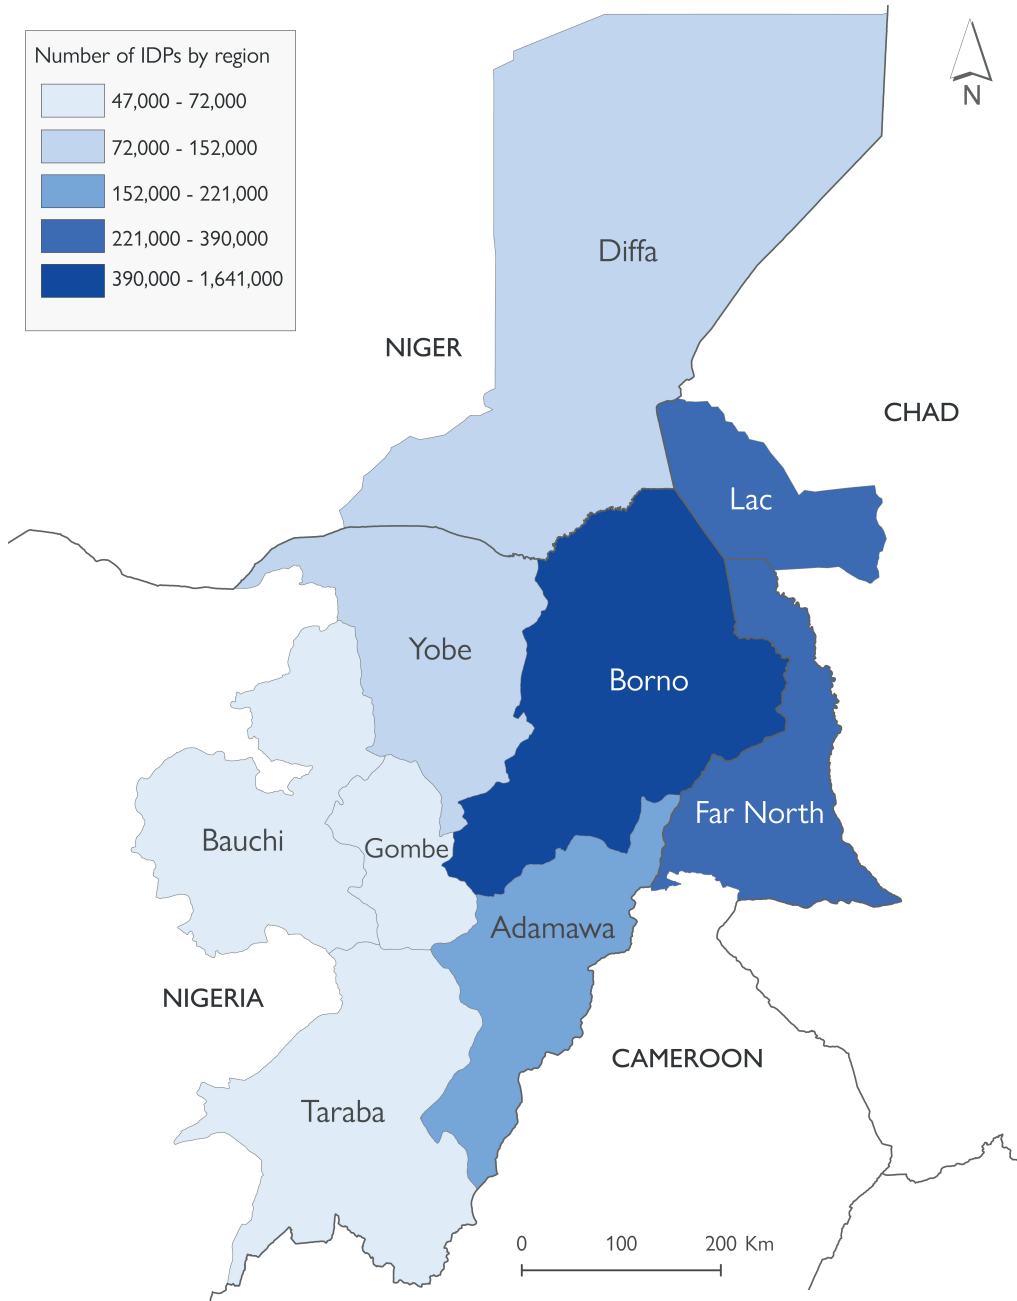 Number of IDPs by region
47,000 - 72,000
72,000 - 152,000
152,000 - 221,000
221,000 - 390,000
390,000 - 1,641,000
N
Diffa
NIGER
CHAD
Lac
Yobe
Borno
Far North
Bauchi
Gombe
Adamawa
NIGERIA
CAMEROON
Taraba
0 100 200 Km